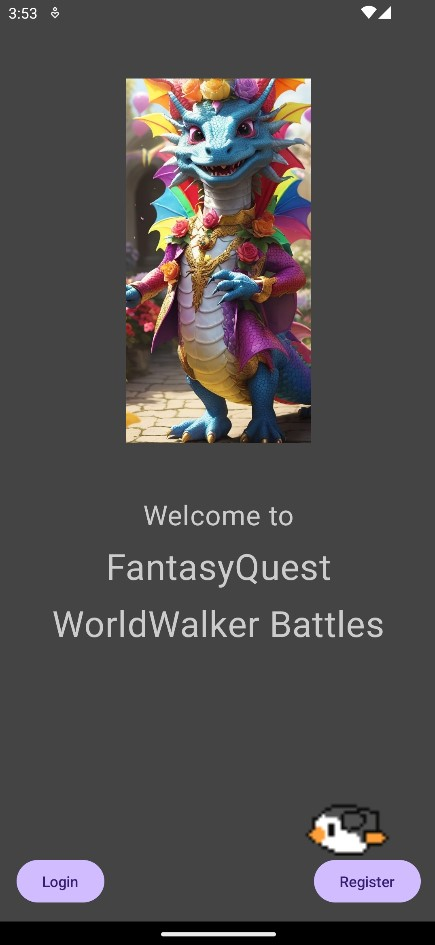 3:53
Welcome to
FantasyQuest
WorldWalker Battles
Login
Register